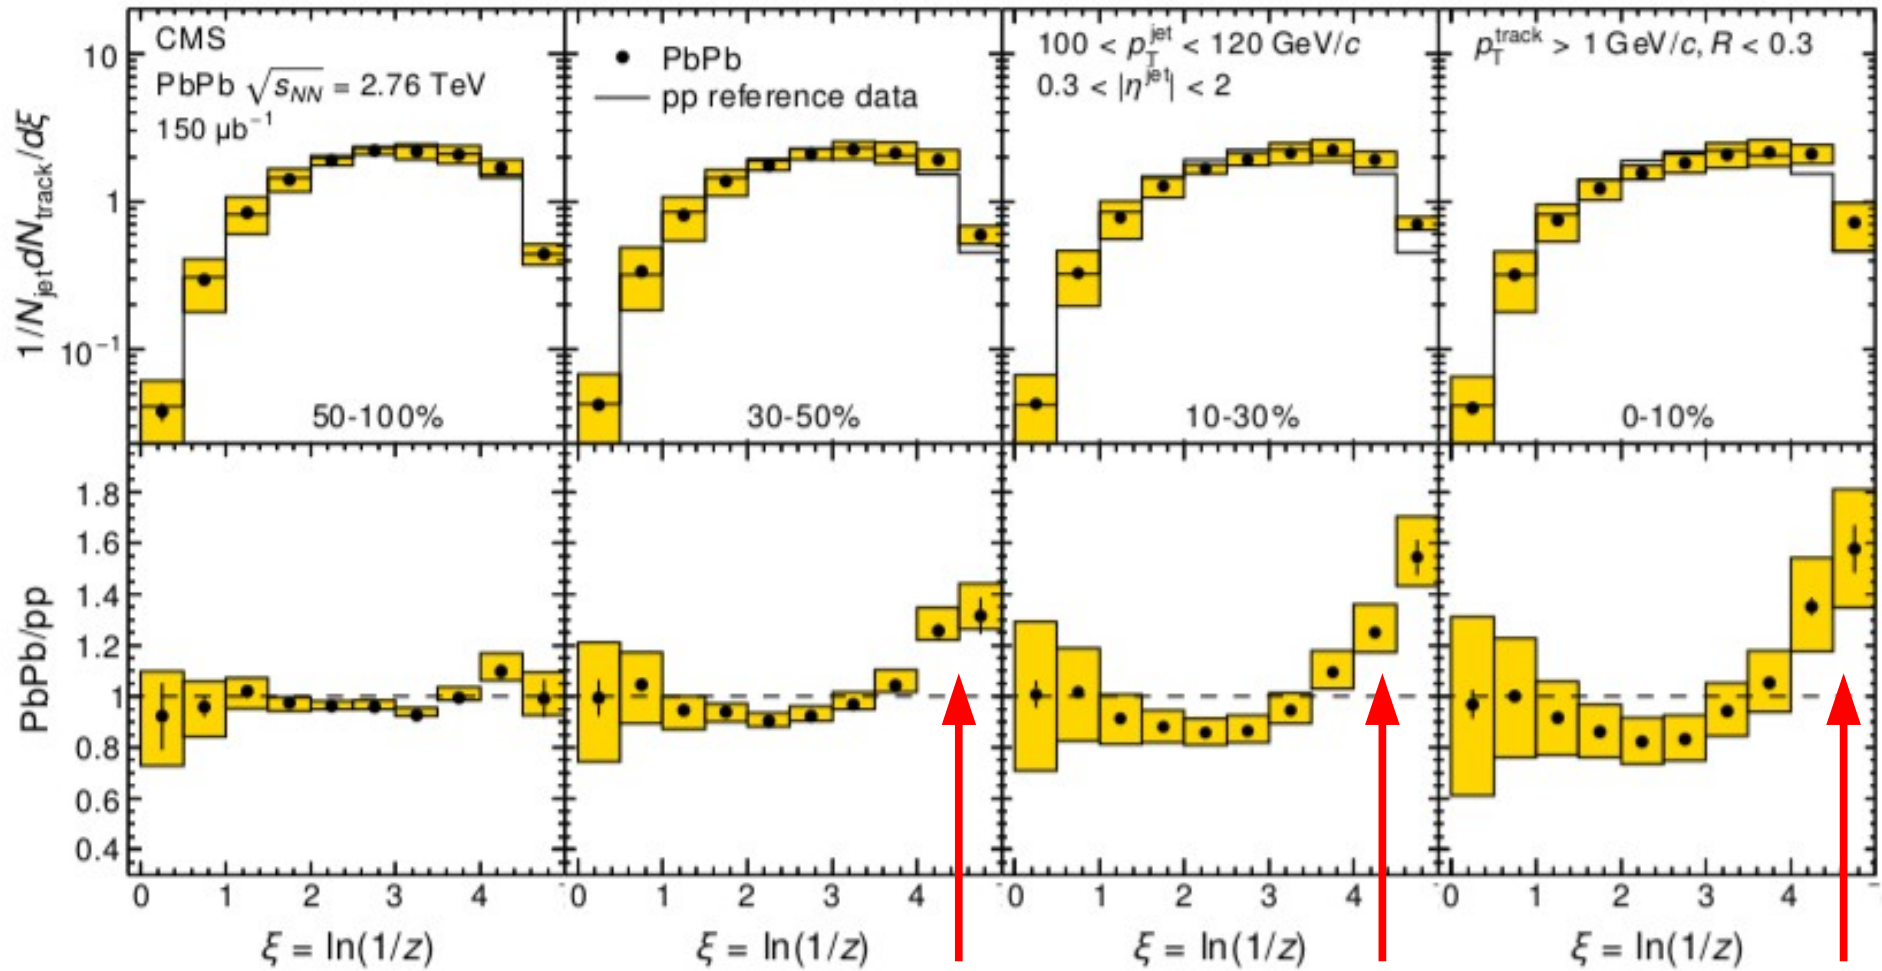 CMS
PbPb √sNN = 2.76 TeV
150 μb⁻¹
PbPb
pp reference data
100 < pTjet < 120 GeV/c
0.3 < |ηjet| < 2
pTtrack > 1 GeV/c, R < 0.3
1/Njet dNtrack/dξ
10
1
10⁻¹
50-100%
30-50%
10-30%
0-10%
PbPb/pp
1.8
1.6
1.4
1.2
1
0.8
0.6
0.4
0 1 2 3 4
0 1 2 3 4
0 1 2 3 4
0 1 2 3 4
ξ = ln(1/z)
ξ = ln(1/z)
ξ = ln(1/z)
ξ = ln(1/z)